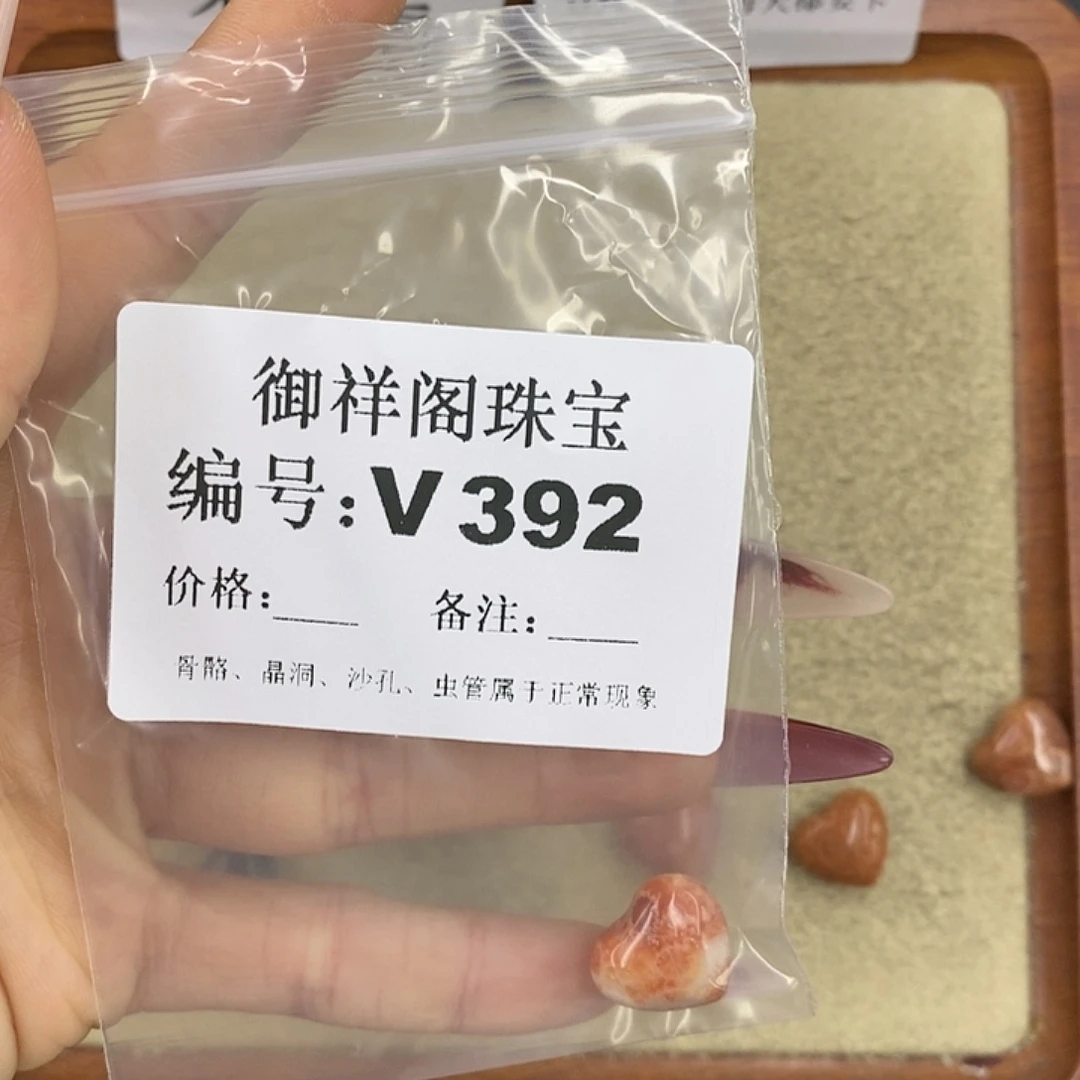 御祥阁珠宝
编号:V392
价格:____ 备注:____
骨骼、晶洞、沙孔、虫管属于正常现象